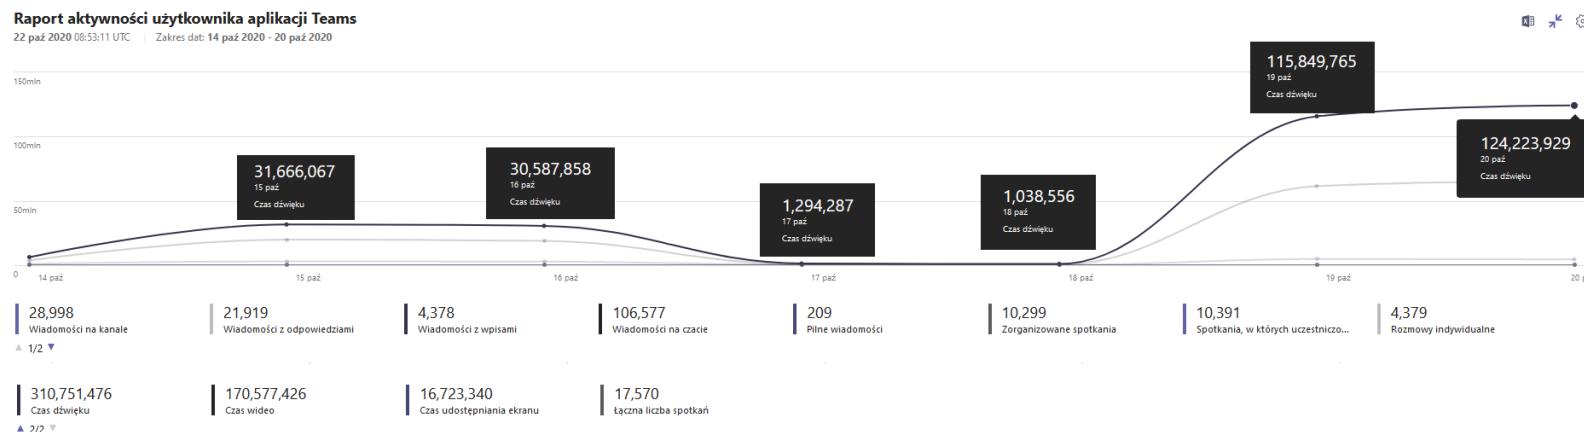 Raport aktywności użytkownika aplikacji Teams
22 paź 2020 08:53:11 UTC | Zakres dat: 14 paź 2020 - 20 paź 2020
150mln
100mln
50mln
0
31,666,067
15 paź
Czas dźwięku
30,587,858
16 paź
Czas dźwięku
1,294,287
17 paź
Czas dźwięku
1,038,556
18 paź
Czas dźwięku
115,849,765
19 paź
Czas dźwięku
124,223,929
20 paź
Czas dźwięku
14 paź 15 paź 16 paź 17 paź 18 paź 19 paź 20
28,998
Wiadomości na kanale
21,919
Wiadomości z odpowiedziami
4,378
Wiadomości z wpisami
106,577
Wiadomości na czacie
209
Pilne wiadomości
10,299
Zorganizowane spotkania
10,391
Spotkania, w których uczestniczo...
4,379
Rozmowy indywidualne
1/2
310,751,476
Czas dźwięku
170,577,426
Czas wideo
16,723,340
Czas udostępniania ekranu
17,570
Łączna liczba spotkań
2/2